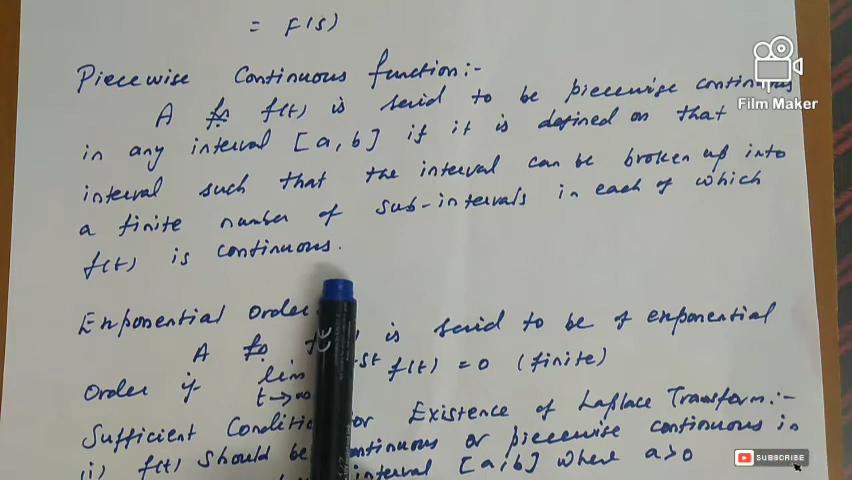 = F(S)
Piecewise Continuous function:-
A fn f(t) is said to be piecewise continuous
in any interval [a, b] if it is defined on that
interval such that the interval can be broken up into
a finite number of sub-intervals in each of which
f(t) is continuous.
Exponential Order
A fn is said to be of exponential
Order if lim t→∞ st f(t) = 0 (finite)
Sufficient Condition for Existence of Laplace Transform:-
(i) f(t) should be continuous or piecewise continuous in
interval [a,b] where a>0
Film Maker
SUBSCRIBE